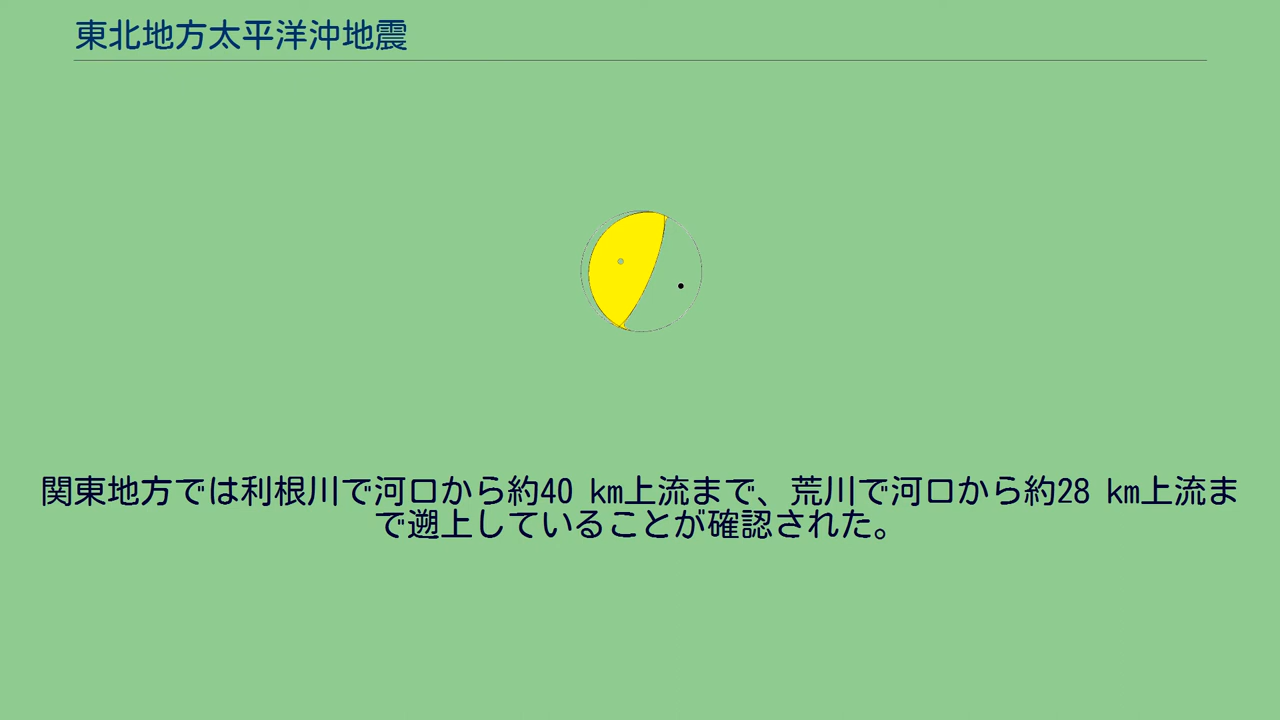 東北地方太平洋沖地震
関東地方では利根川で河口から約40 km上流まで、荒川で河口から約28 km上流ま
で遡上していることが確認された。